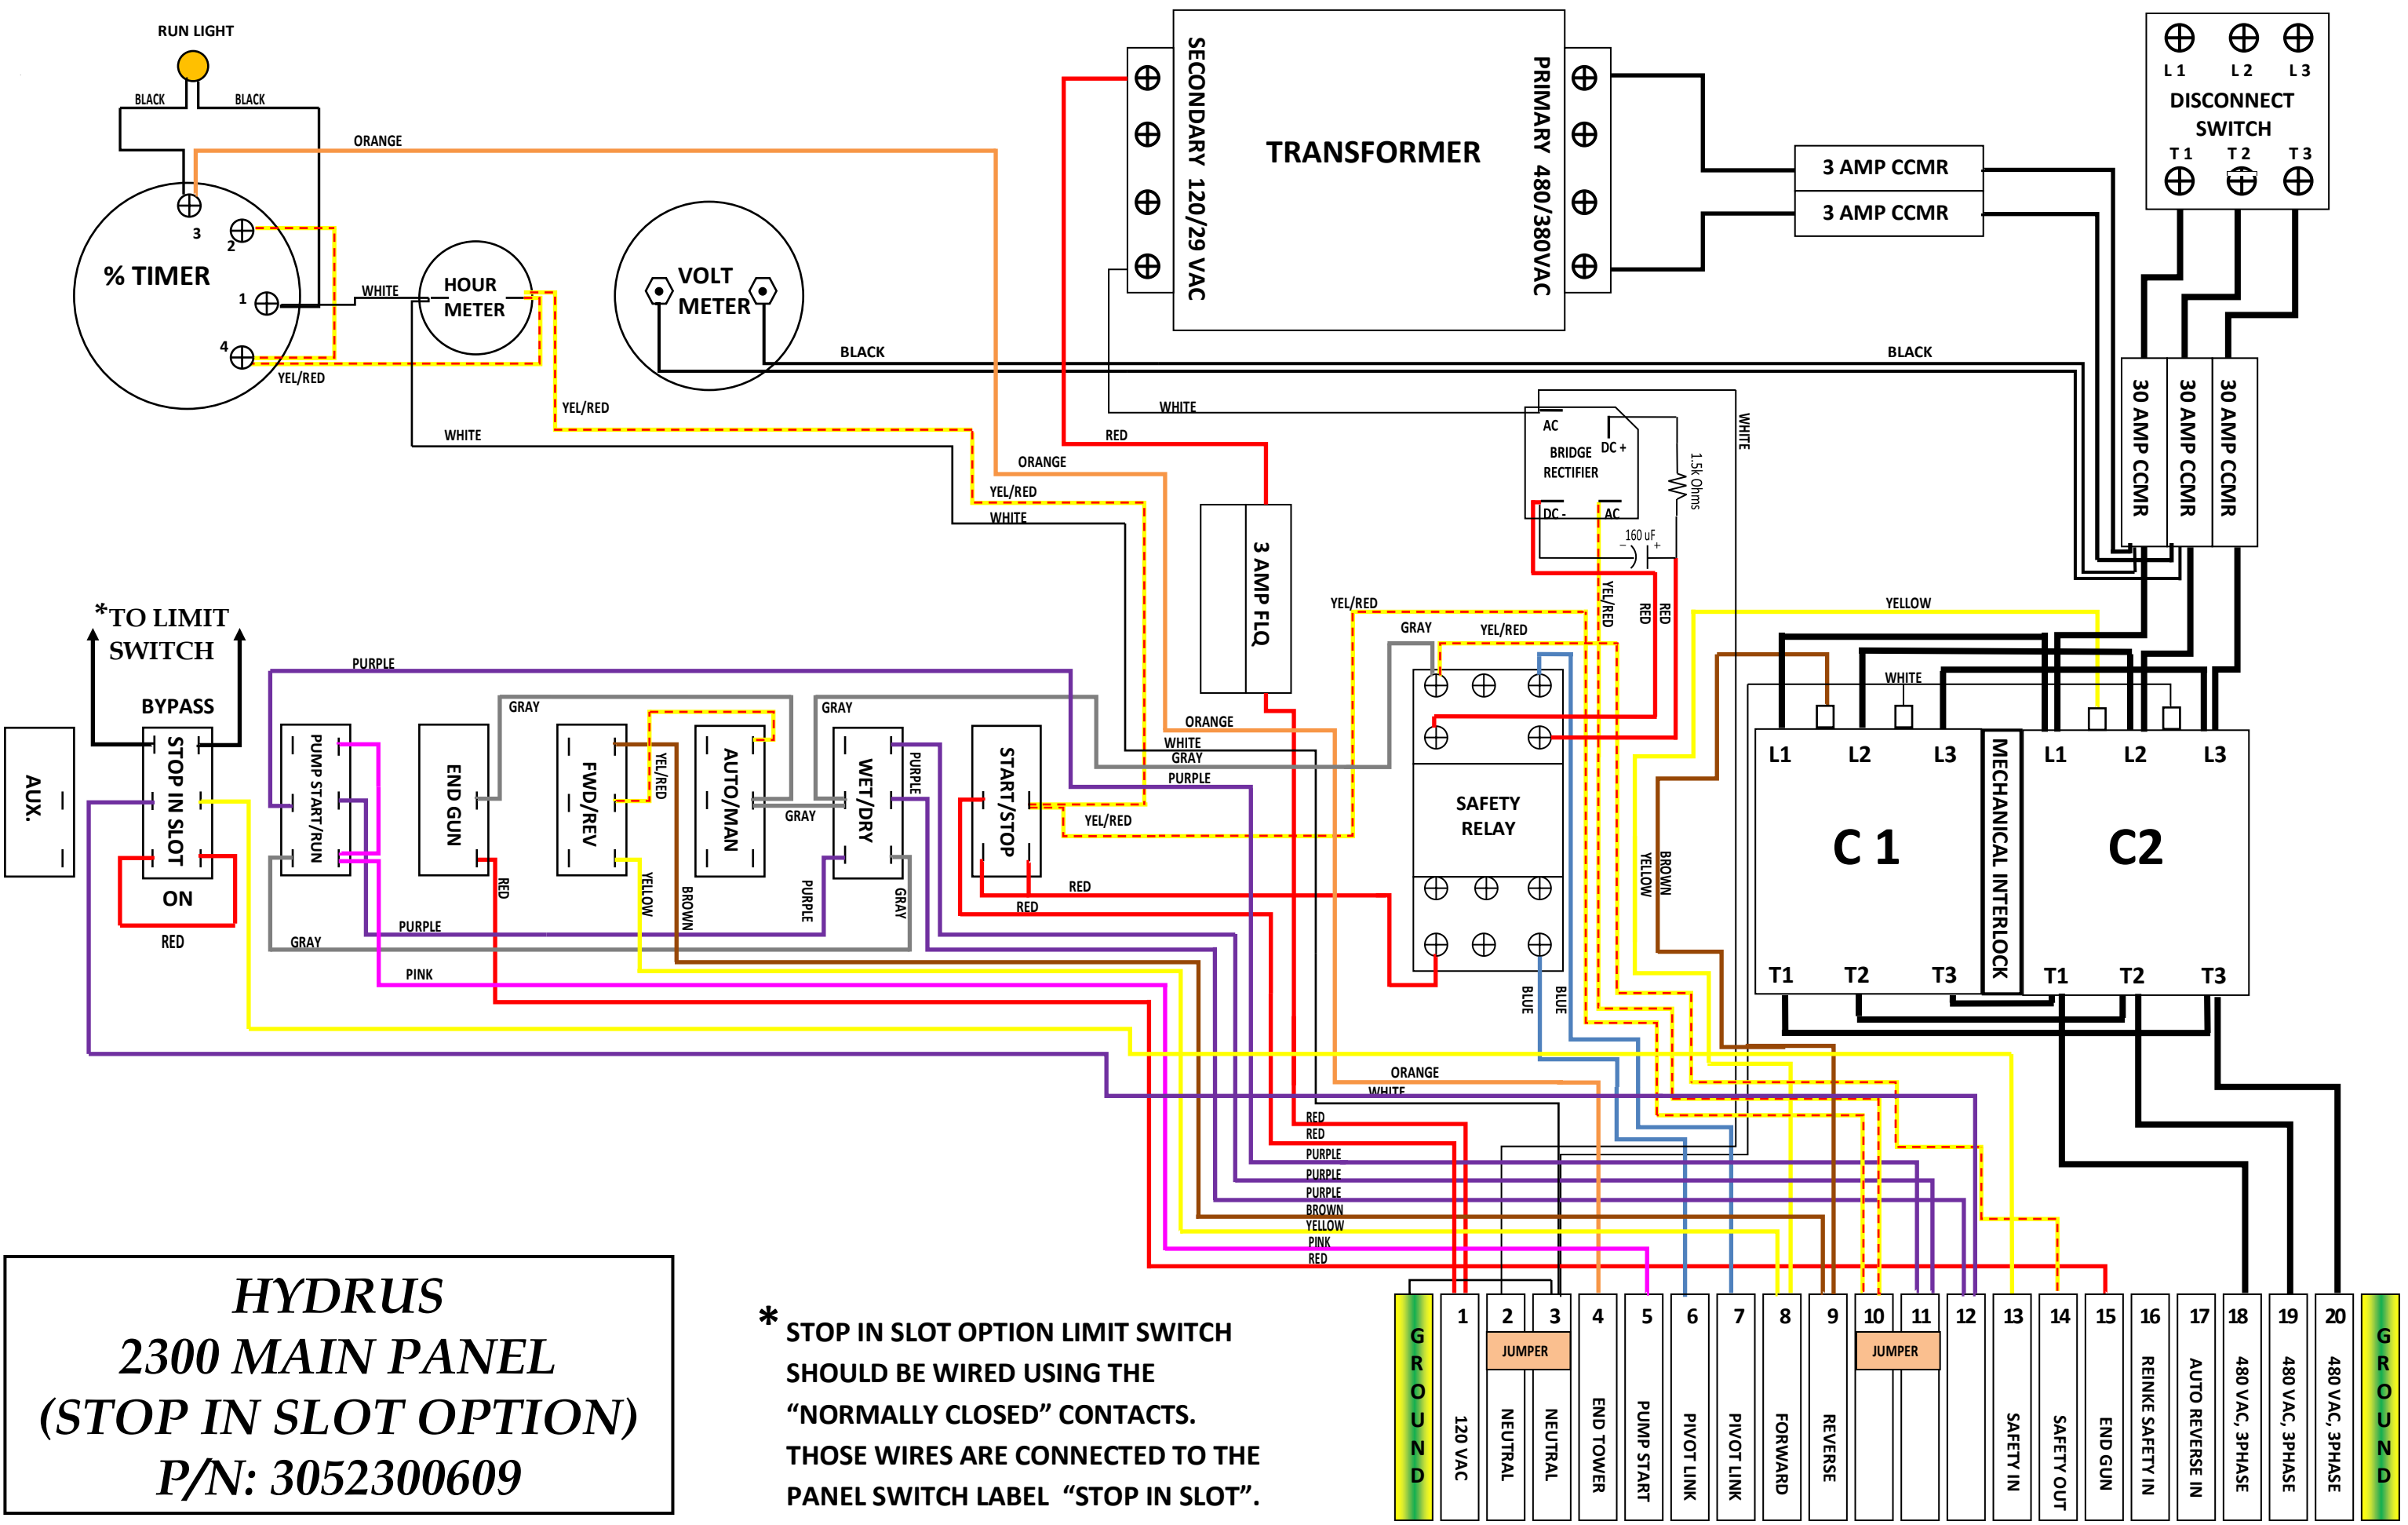 RUN LIGHT
BLACK
BLACK
ORANGE
3
2
% TIMER
1
4
WHITE
YEL/RED
HOUR
METER
VOLT
METER
YEL/RED
WHITE
BLACK
BLACK
SECONDARY 120/29 VAC
TRANSFORMER
PRIMARY 480/380VAC
3 AMP CCMR
3 AMP CCMR
L 1
L 2
L 3
DISCONNECT
SWITCH
T 1
T 2
T 3
30 AMP CCMR
30 AMP CCMR
30 AMP CCMR
WHITE
RED
ORANGE
YEL/RED
WHITE
3 AMP FLQ
AC
DC +
BRIDGE
RECTIFIER
DC -
AC
1.5k Ohms
160 uF
−
+
WHITE
YEL/RED
RED
RED
YEL/RED
GRAY
YEL/RED
YELLOW
WHITE
*TO LIMIT
SWITCH
BYPASS
AUX.
STOP IN SLOT
ON
RED
PURPLE
PUMP START/RUN
GRAY
END GUN
RED
FWD/REV
YEL/RED
YELLOW
BROWN
AUTO/MAN
GRAY
GRAY
WET/DRY
PURPLE
PURPLE
GRAY
START/STOP
YEL/RED
RED
RED
ORANGE
WHITE
GRAY
PURPLE
SAFETY
RELAY
BLUE
BLUE
YELLOW
BROWN
L1
L2
L3
C 1
T1
T2
T3
MECHANICAL INTERLOCK
L1
L2
L3
C2
T1
T2
T3
PURPLE
GRAY
PINK
ORANGE
WHITE
RED
RED
PURPLE
PURPLE
PURPLE
BROWN
YELLOW
PINK
RED
HYDRUS
2300 MAIN PANEL
(STOP IN SLOT OPTION)
P/N: 3052300609
* STOP IN SLOT OPTION LIMIT SWITCH
SHOULD BE WIRED USING THE
“NORMALLY CLOSED” CONTACTS.
THOSE WIRES ARE CONNECTED TO THE
PANEL SWITCH LABEL “STOP IN SLOT”.
GROUND
1
120 VAC
2
NEUTRAL
JUMPER
3
NEUTRAL
4
END TOWER
5
PUMP START
6
PIVOT LINK
7
PIVOT LINK
8
FORWARD
9
REVERSE
10
JUMPER
11
12
13
SAFETY IN
14
SAFETY OUT
15
END GUN
16
REINKE SAFETY IN
17
AUTO REVERSE IN
18
480 VAC, 3PHASE
19
480 VAC, 3PHASE
20
480 VAC, 3PHASE
GROUND